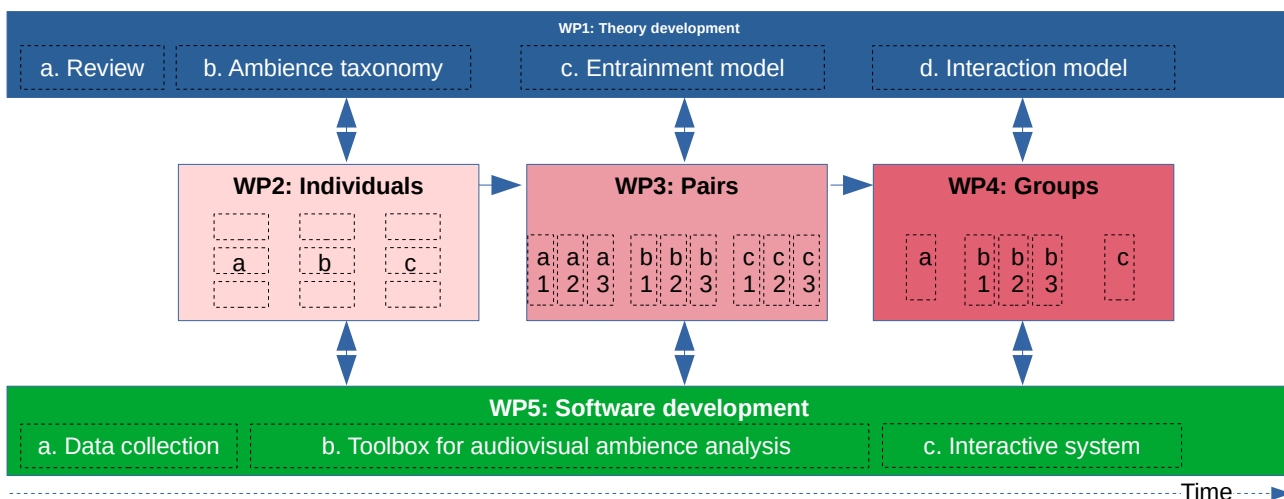 WP1: Theory development
a. Review b. Ambience taxonomy c. Entrainment model d. Interaction model
WP2: Individuals WP3: Pairs WP4: Groups
a b c a a a b b b c c c a b b b c
1 2 3 1 2 3 1 2 3 1 2 3
WP5: Software development
a. Data collection b. Toolbox for audiovisual ambience analysis c. Interactive system
Time